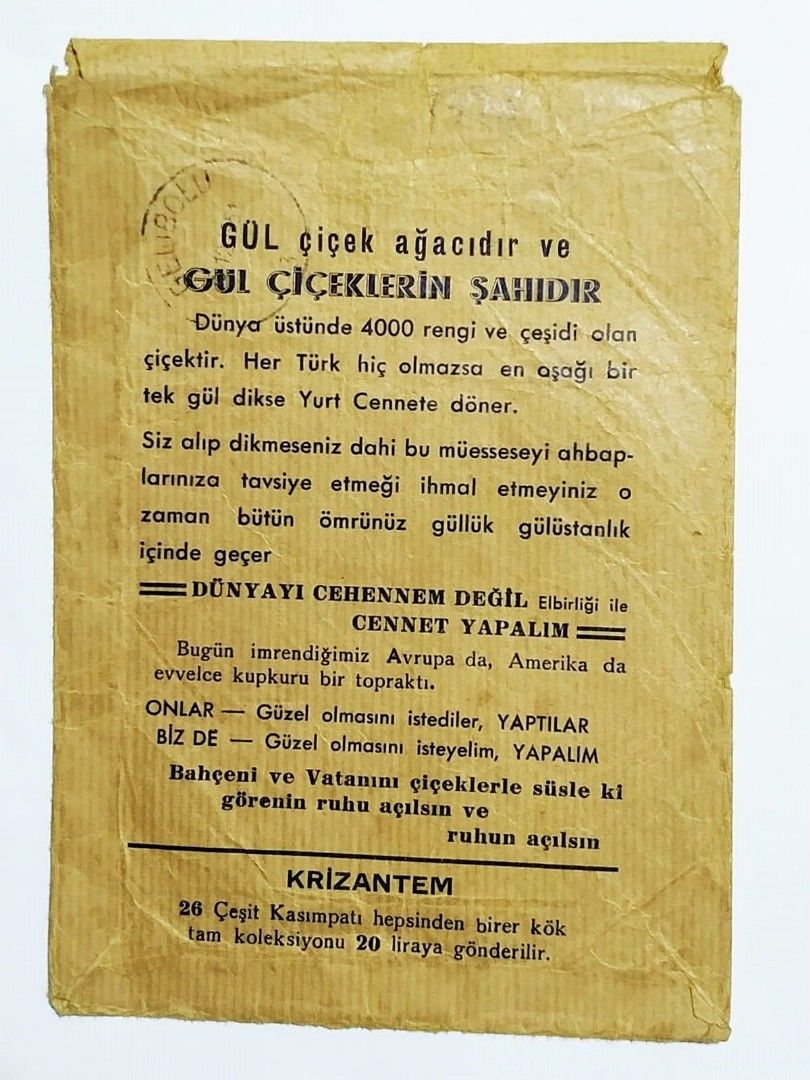 GÜL çiçek ağacıdır ve
GÜL ÇİÇEKLERİN ŞAHIDIR
Dünya üstünde 4000 rengi ve çeşidi olan
çiçektir. Her Türk hiç olmazsa en aşağı bir
tek gül dikse Yurt Cennete döner.
Siz alıp dikmeseniz dahi bu müesseseyi ahbap-
larınıza tavsiye etmeği ihmal etmeyiniz o
zaman bütün ömrünüz güllük gülüstanlık
içinde geçer
DÜNYAYI CEHENNEM DEĞİL Elbirliği ile
CENNET YAPALIM
Bugün imrendiğimiz Avrupa da, Amerika da
evvelce kupkuru bir topraktı.
ONLAR — Güzel olmasını istediler, YAPTILAR
BİZ DE — Güzel olmasını isteyelim, YAPALIM
Bahçeni ve Vatanını çiçeklerle süsle ki
görenin ruhu açılsın ve
ruhun açılsın
KRİZANTEM
26 Çeşit Kasımpatı hepsinden birer kök
tam koleksiyonu 20 liraya gönderilir.